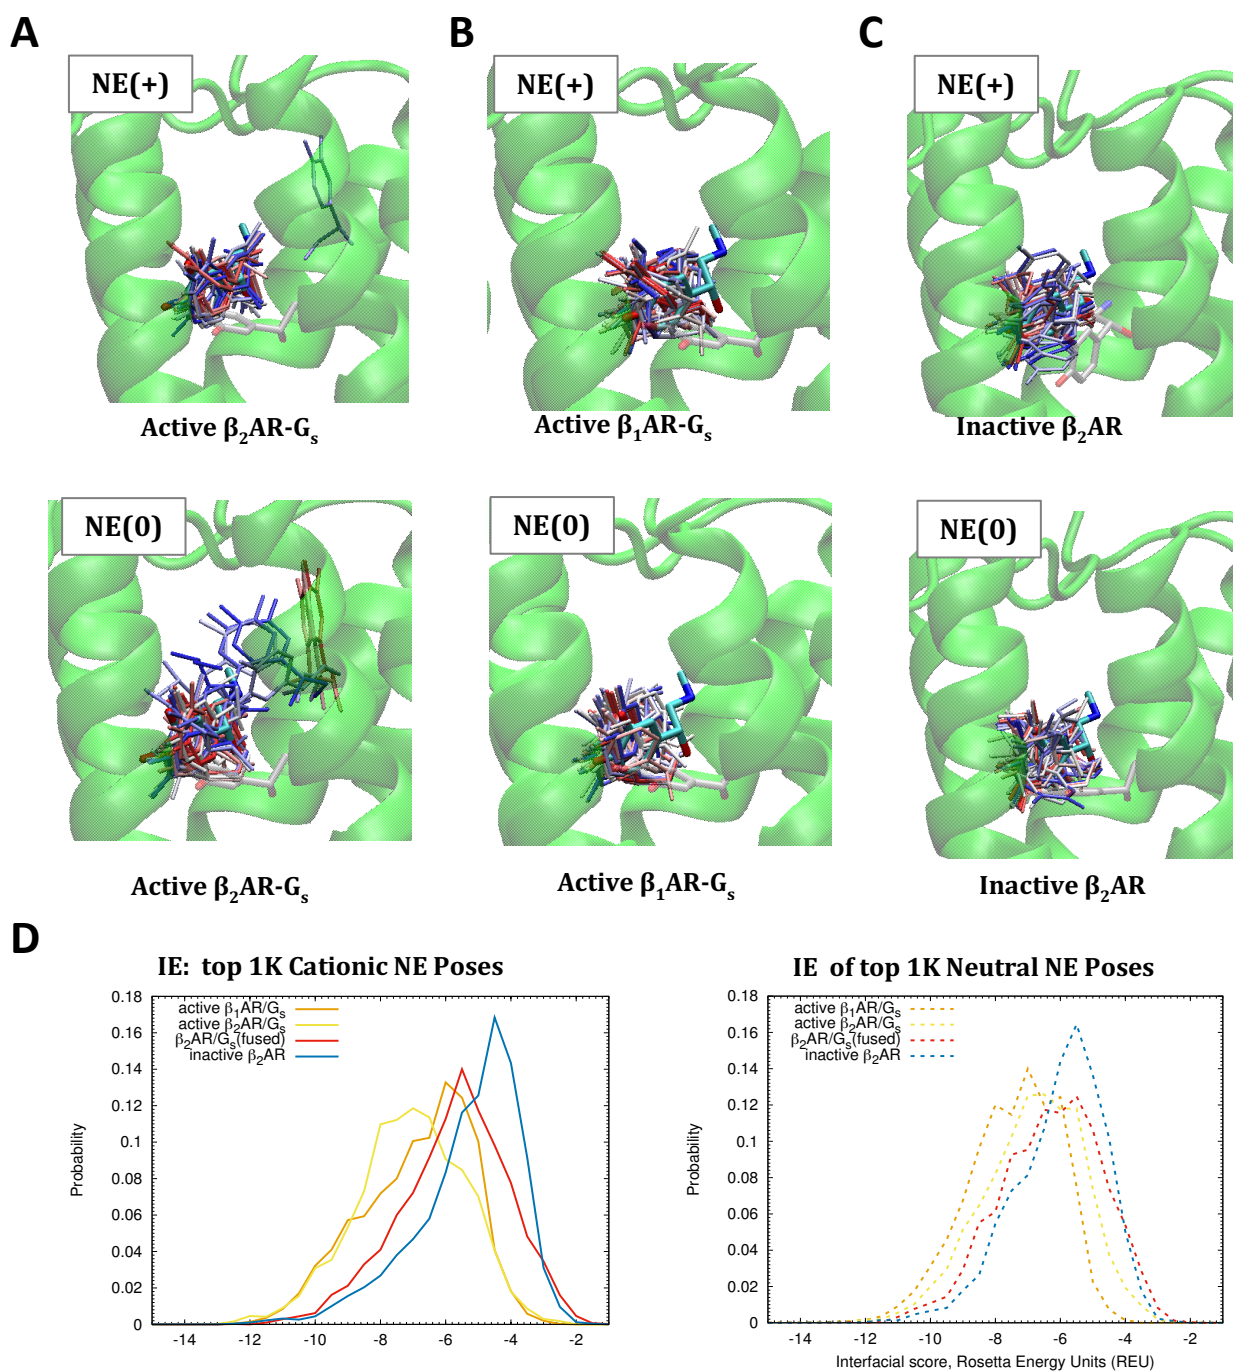 A B C
NE(+) NE(+) NE(+)
Active β₂AR-Gₛ Active β₁AR-Gₛ Inactive β₂AR
NE(0) NE(0) NE(0)
Active β₂AR-Gₛ Active β₁AR-Gₛ Inactive β₂AR
D
IE: top 1K Cationic NE Poses
0.18
0.16
0.14
0.12
0.1
0.08
0.06
0.04
0.02
0
Probability
active β₁AR/Gₛ
active β₂AR/Gₛ
β₂AR/Gₛ(fused)
inactive β₂AR
-14 -12 -10 -8 -6 -4 -2
IE of top 1K Neutral NE Poses
0.18
0.16
0.14
0.12
0.1
0.08
0.06
0.04
0.02
0
Probability
active β₁AR/Gₛ
active β₂AR/Gₛ
β₂AR/Gₛ(fused)
inactive β₂AR
-14 -12 -10 -8 -6 -4 -2
Interfacial score, Rosetta Energy Units (REU)